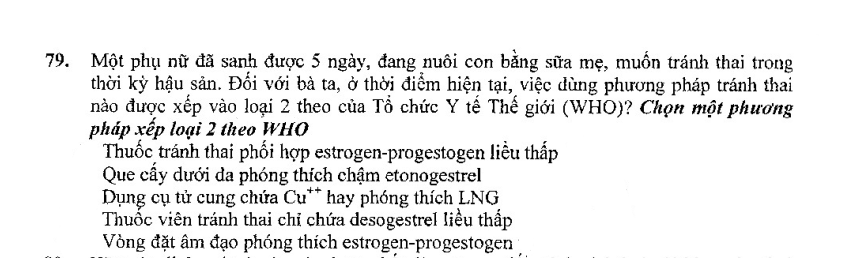 79. Một phụ nữ đã sanh được 5 ngày, đang nuôi con bằng sữa mẹ, muốn tránh thai trong
thời kỳ hậu sản. Đối với bà ta, ở thời điểm hiện tại, việc dùng phương pháp tránh thai
nào được xếp vào loại 2 theo của Tổ chức Y tế Thế giới (WHO)? Chọn một phương
pháp xếp loại 2 theo WHO
Thuốc tránh thai phối hợp estrogen-progestogen liều thấp
Que cấy dưới da phóng thích chậm etonogestrel
Dụng cụ tử cung chứa Cu⁺⁺ hay phóng thích LNG
Thuốc viên tránh thai chỉ chứa desogestrel liều thấp
Vòng đặt âm đạo phóng thích estrogen-progestogen